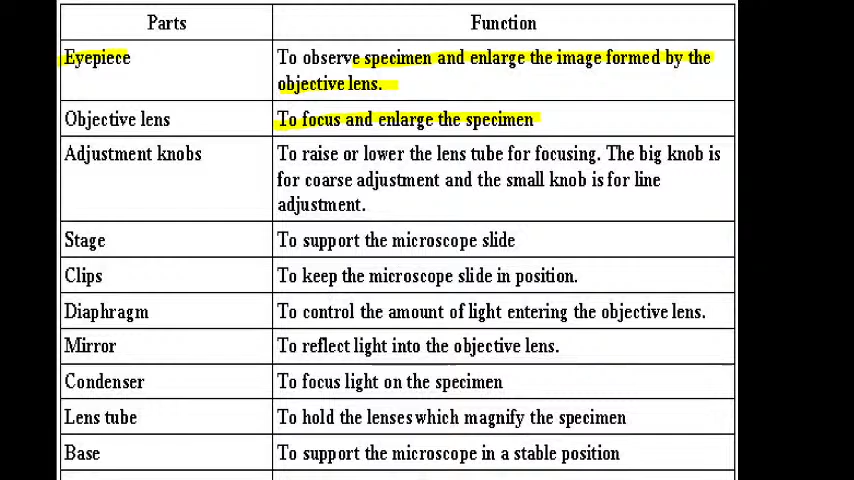 Parts Function
Eyepiece To observe specimen and enlarge the image formed by the
objective lens.
Objective lens To focus and enlarge the specimen
Adjustment knobs To raise or lower the lens tube for focusing. The big knob is
for coarse adjustment and the small knob is for line
adjustment.
Stage To support the microscope slide
Clips To keep the microscope slide in position.
Diaphragm To control the amount of light entering the objective lens.
Mirror To reflect light into the objective lens.
Condenser To focus light on the specimen
Lens tube To hold the lenses which magnify the specimen
Base To support the microscope in a stable position